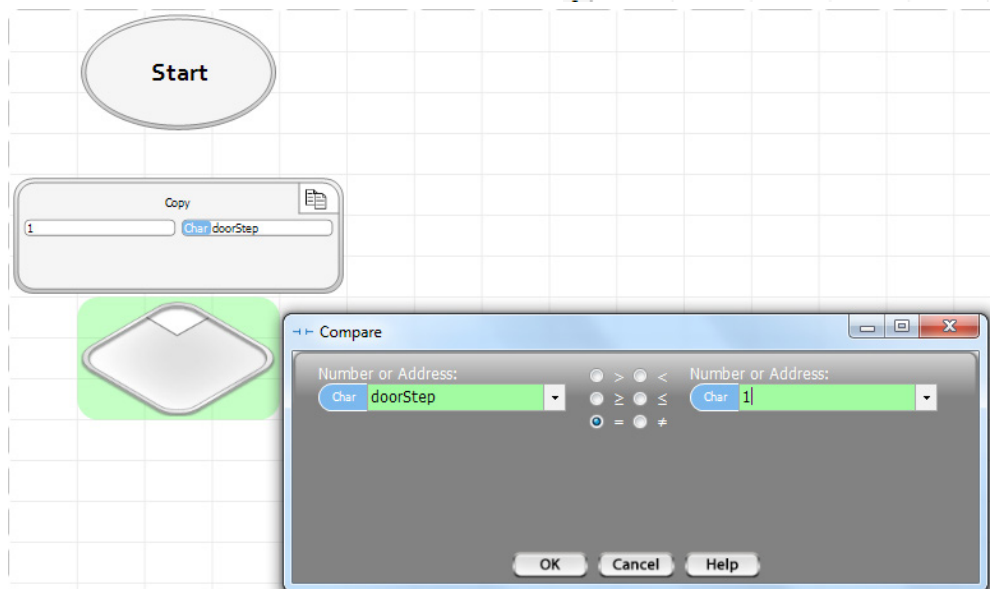 Start
Copy
1 Char doorStep
Compare
Number or Address: > < Number or Address:
Char doorStep ≥ ≤ Char 1
= ≠
OK Cancel Help